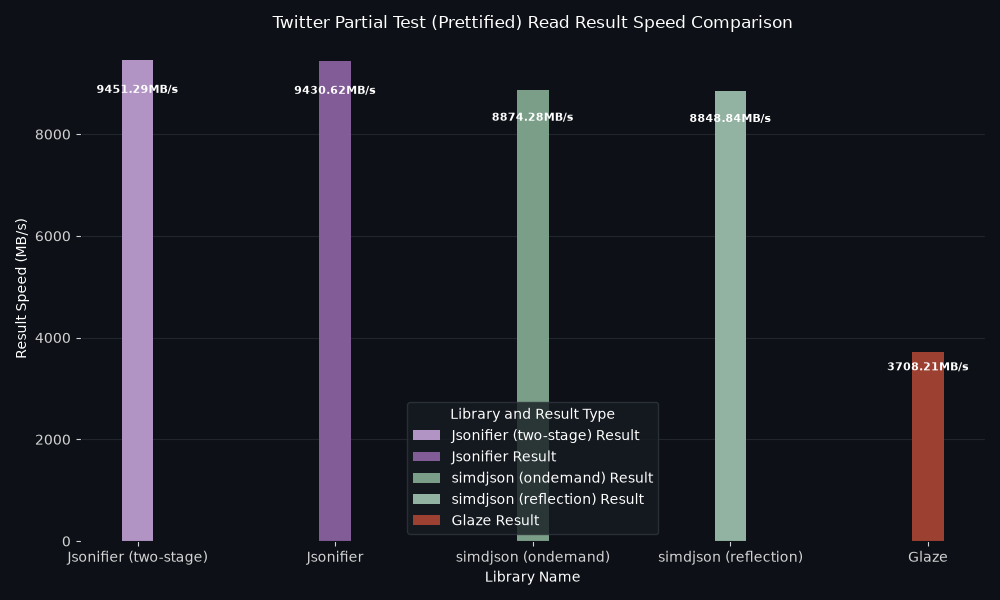 Twitter Partial Test (Prettified) Read Result Speed Comparison
9451.29MB/s
9430.62MB/s
8874.28MB/s
8848.84MB/s
3708.21MB/s
Result Speed (MB/s)
8000
6000
4000
2000
0
Library and Result Type
Jsonifier (two-stage) Result
Jsonifier Result
simdjson (ondemand) Result
simdjson (reflection) Result
Glaze Result
Jsonifier (two-stage)
Jsonifier
simdjson (ondemand)
simdjson (reflection)
Glaze
Library Name